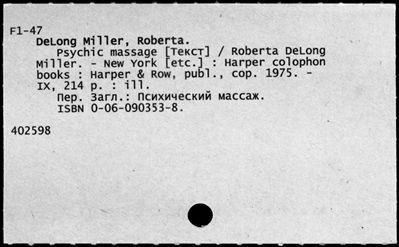 F1-47
DeLong Miller, Roberta.
Psychic massage [Текст] / Roberta DeLong
Miller. - New York [etc.] : Harper colophon
books : Harper & Row, publ., cop. 1975. -
IX, 214 p. : ill.
Пер. Загл.: Психический массаж.
ISBN 0-06-090353-8.
402598